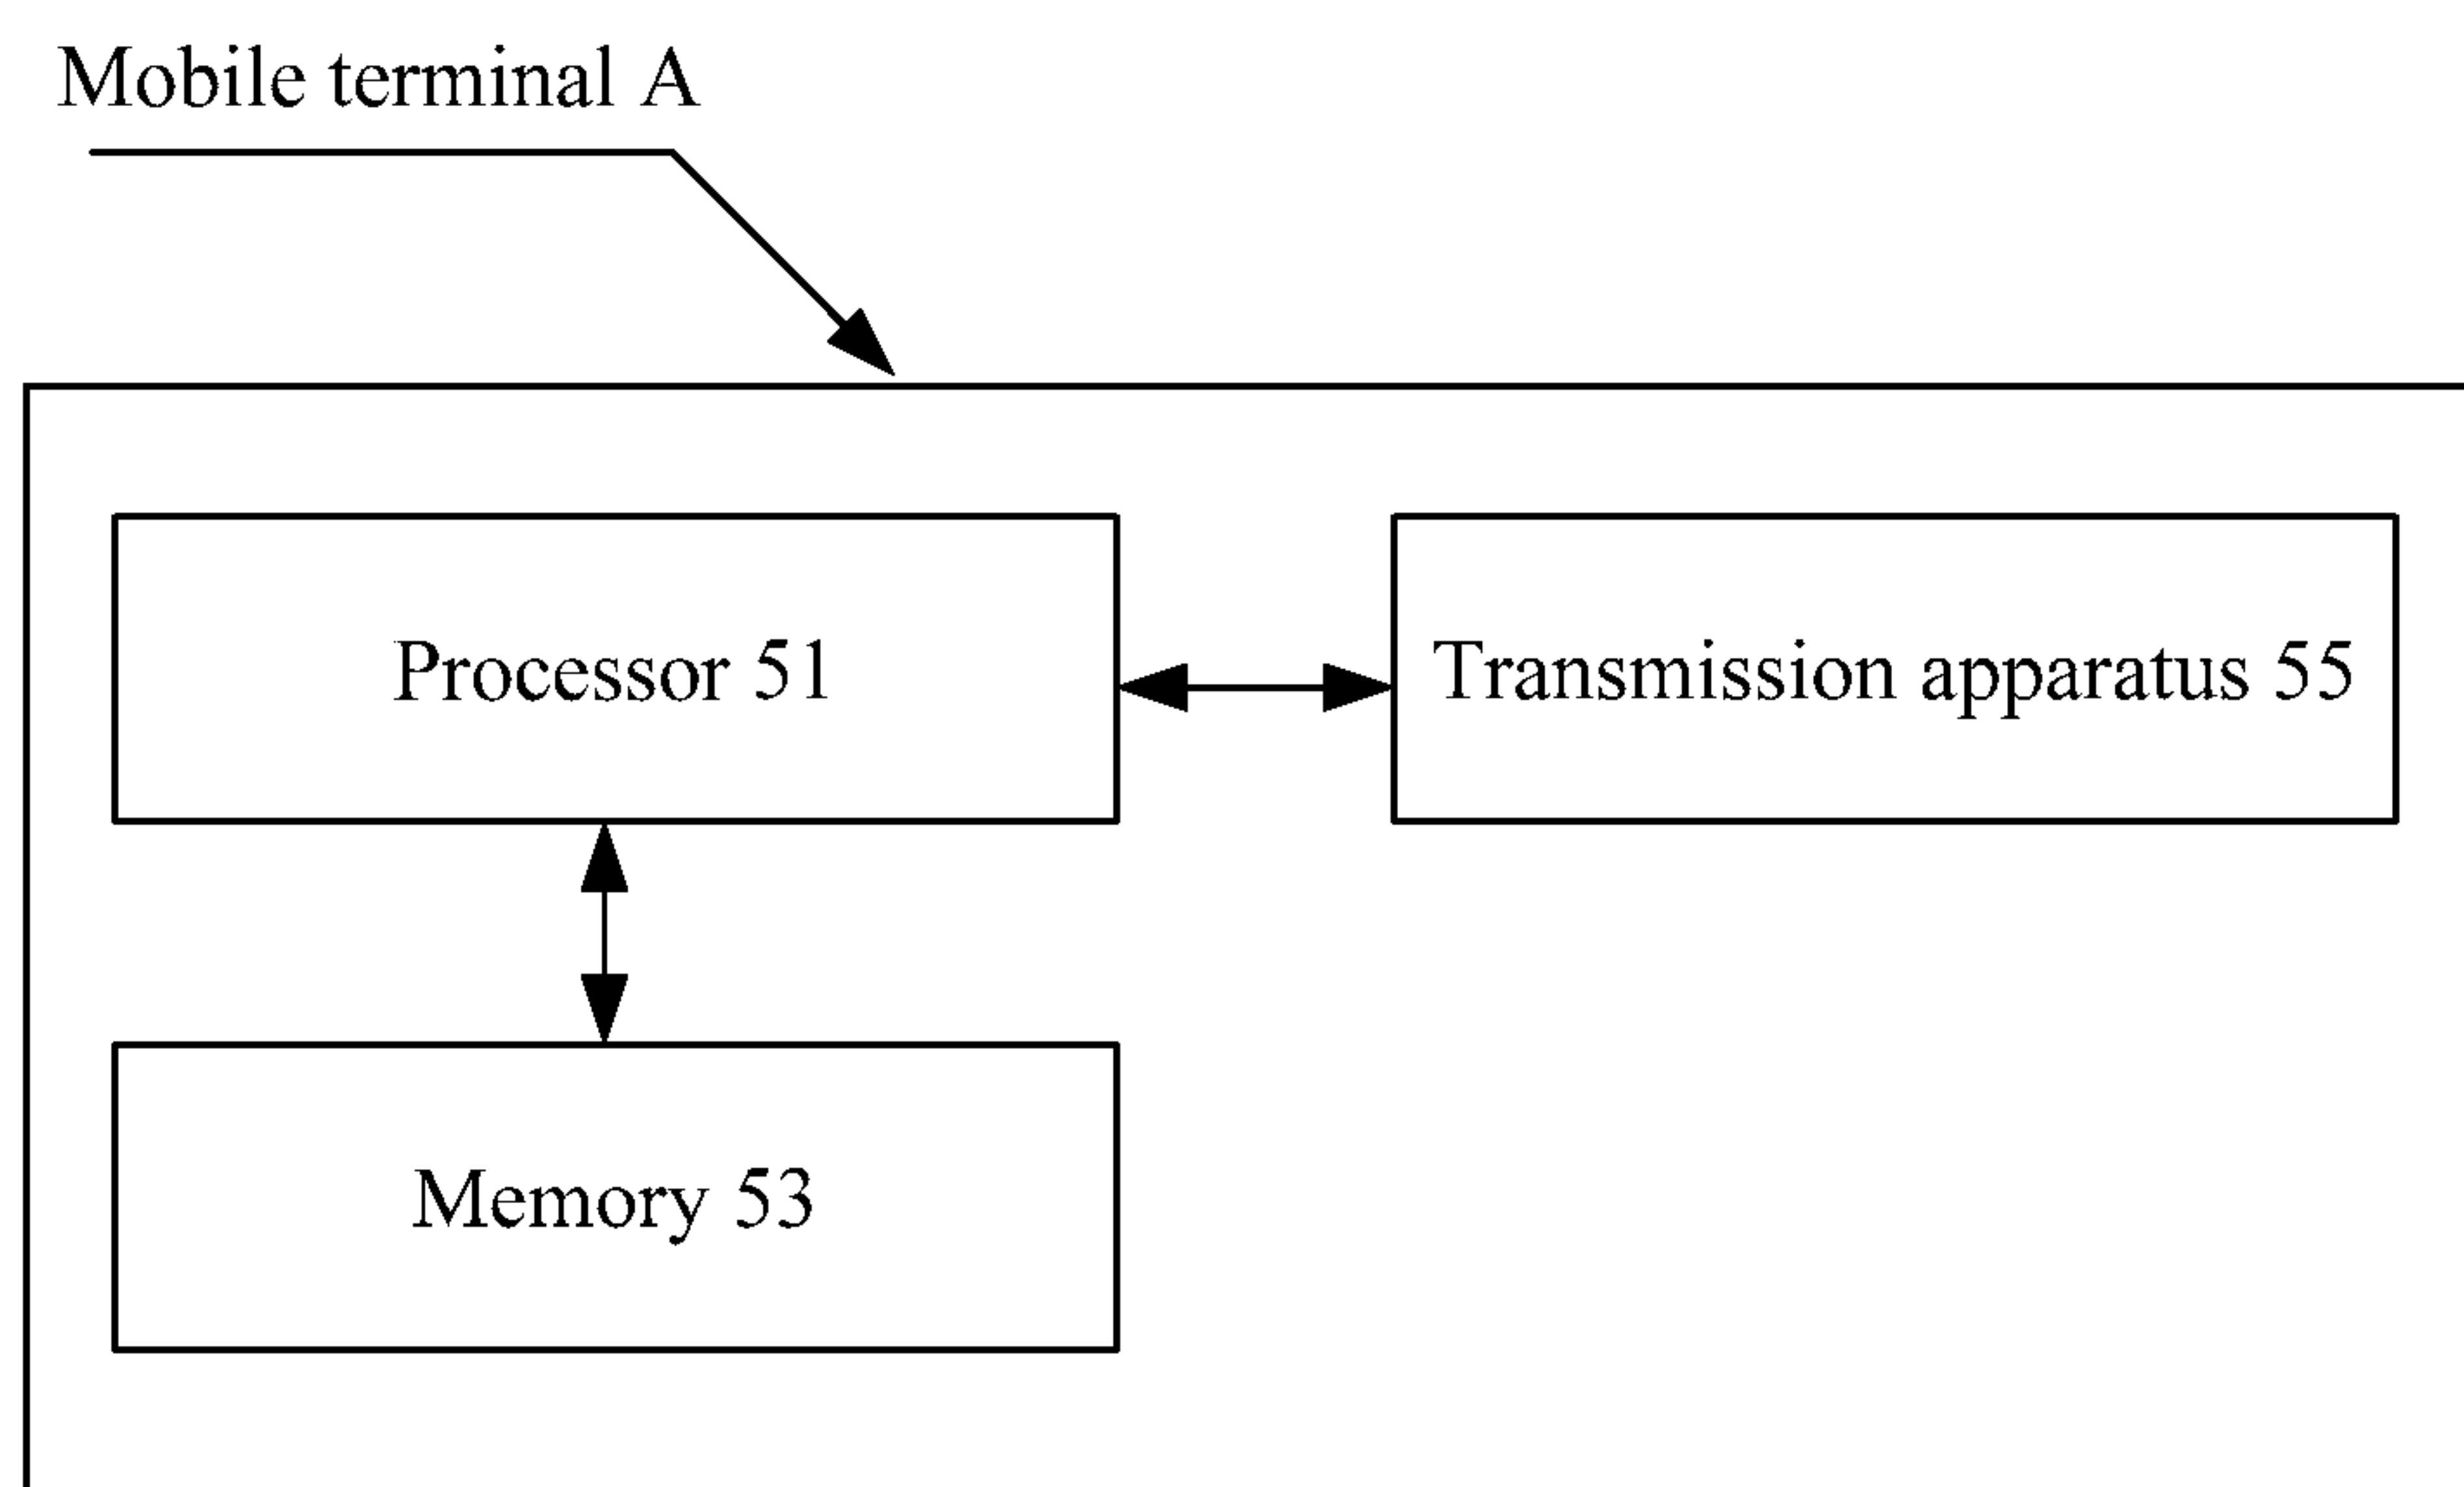 Mobile terminal A
Processor 51
Transmission apparatus 55
Memory 53